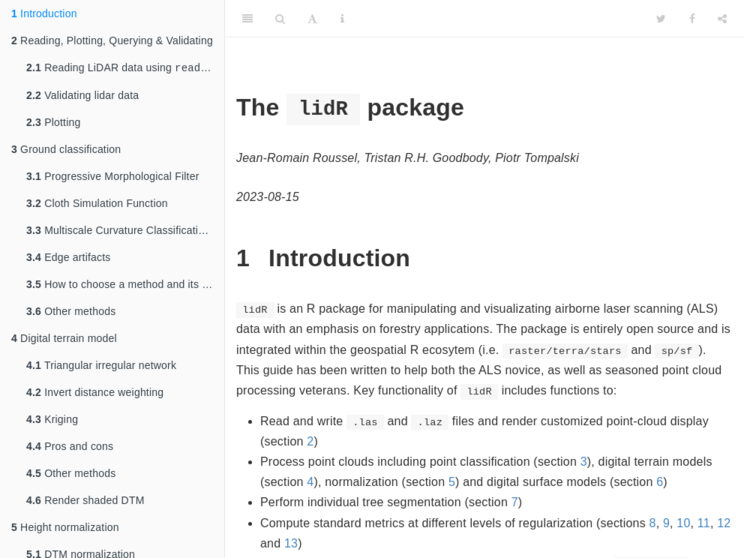 1 Introduction
2 Reading, Plotting, Querying & Validating
2.1 Reading LiDAR data using read…
2.2 Validating lidar data
2.3 Plotting
3 Ground classification
3.1 Progressive Morphological Filter
3.2 Cloth Simulation Function
3.3 Multiscale Curvature Classificati…
3.4 Edge artifacts
3.5 How to choose a method and its …
3.6 Other methods
4 Digital terrain model
4.1 Triangular irregular network
4.2 Invert distance weighting
4.3 Kriging
4.4 Pros and cons
4.5 Other methods
4.6 Render shaded DTM
5 Height normalization
5.1 DTM normalization
The lidR package
Jean-Romain Roussel, Tristan R.H. Goodbody, Piotr Tompalski
2023-08-15
1 Introduction
lidR is an R package for manipulating and visualizating airborne laser scanning (ALS)
data with an emphasis on forestry applications. The package is entirely open source and is
integrated within the geospatial R ecosytem (i.e. raster/terra/stars and sp/sf ).
This guide has been written to help both the ALS novice, as well as seasoned point cloud
processing veterans. Key functionality of lidR includes functions to:
• Read and write .las and .laz files and render customized point-cloud display
(section 2)
• Process point clouds including point classification (section 3), digital terrain models
(section 4), normalization (section 5) and digital surface models (section 6)
• Perform individual tree segmentation (section 7)
• Compute standard metrics at different levels of regularization (sections 8, 9, 10, 11, 12
and 13)